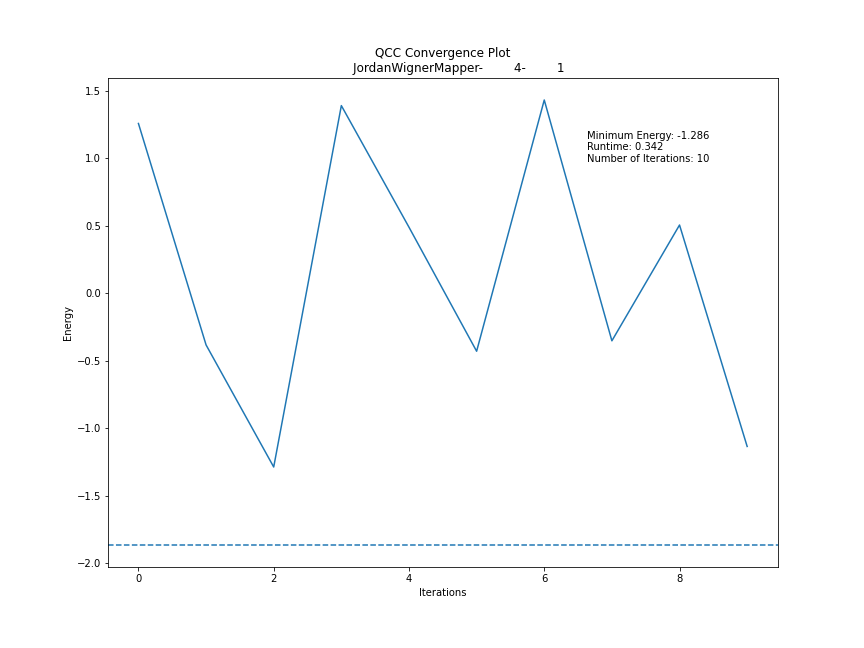 QCC Convergence Plot
JordanWignerMapper- 4- 1
Minimum Energy: -1.286
Runtime: 0.342
Number of Iterations: 10
Energy
1.5
1.0
0.5
0.0
−0.5
−1.0
−1.5
−2.0
0 2 4 6 8
Iterations